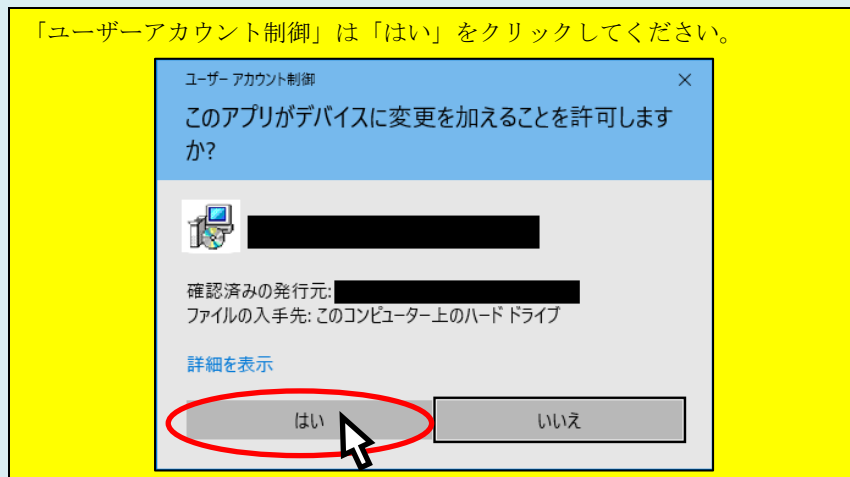 「ユーザーアカウント制御」は「はい」をクリックしてください。
ユーザー アカウント制御
このアプリがデバイスに変更を加えることを許可します
か?
確認済みの発行元:
ファイルの入手先: このコンピューター上のハード ドライブ
詳細を表示
はい
いいえ